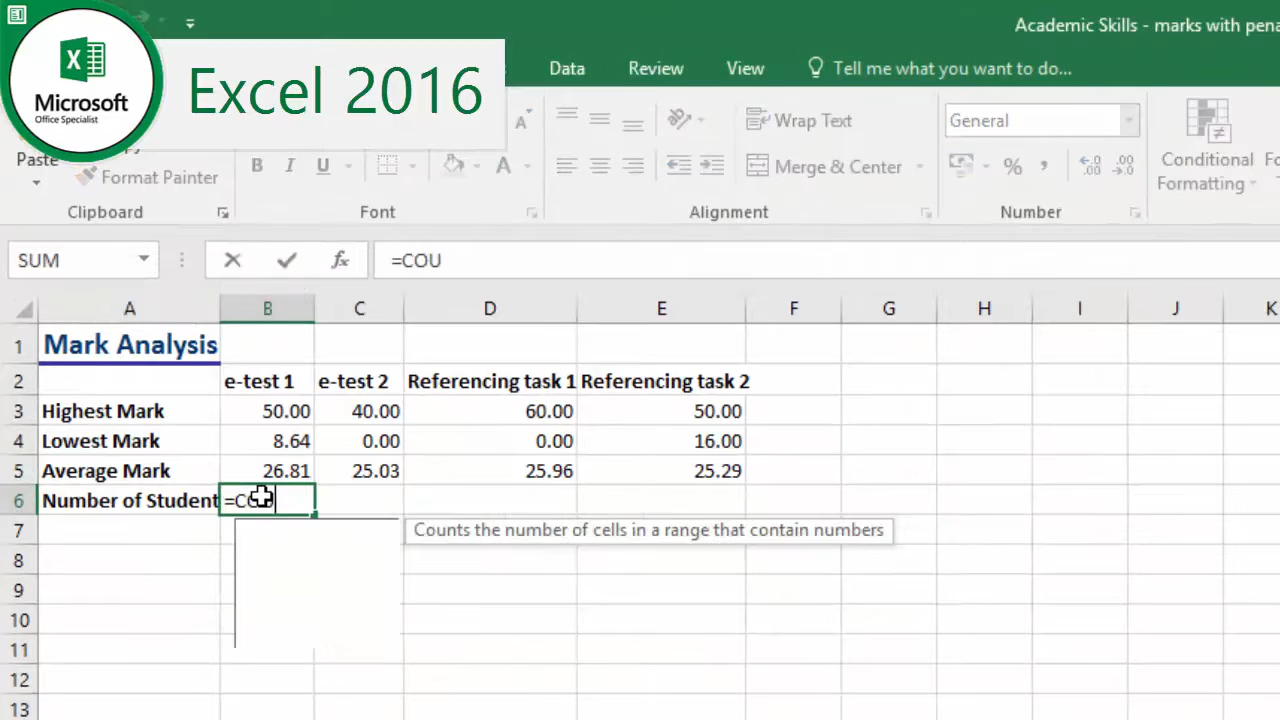 Academic Skills - marks with pena
Microsoft
Office Specialist
Excel 2016
Data Review View Tell me what you want to do...
Paste
Format Painter
Clipboard
B I U A
A
Font
Wrap Text
Merge & Center
Alignment
General
% ,
Number
Conditional
Formatting
Fo
SUM fx =COU
A B C D E F G H I J K
1 Mark Analysis
2 e-test 1 e-test 2 Referencing task 1 Referencing task 2
3 Highest Mark 50.00 40.00 60.00 50.00
4 Lowest Mark 8.64 0.00 0.00 16.00
5 Average Mark 26.81 25.03 25.96 25.29
6 Number of Student =COU
7 Counts the number of cells in a range that contain numbers
8
9
10
11
12
13